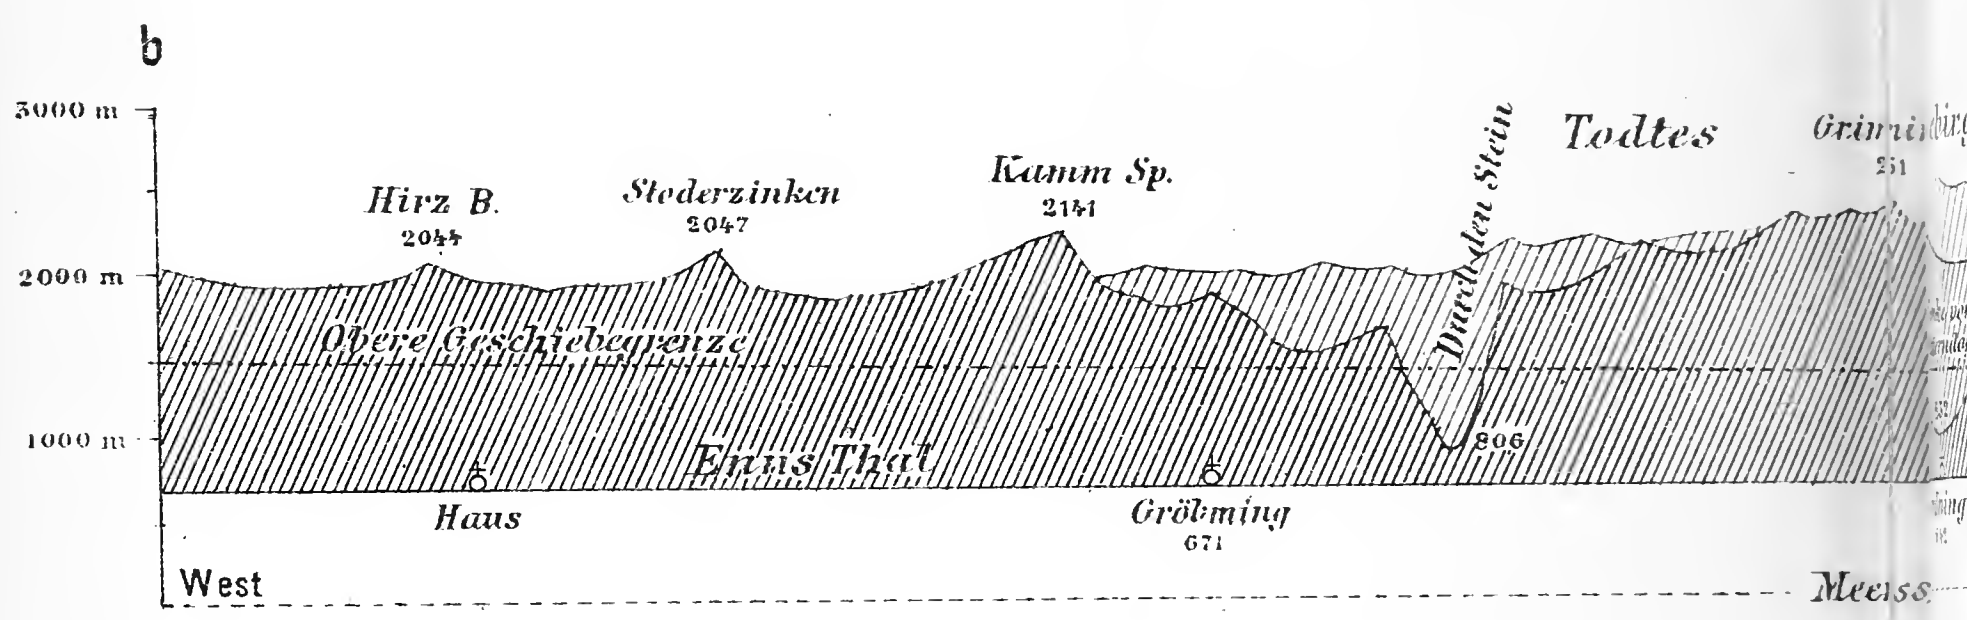 b
3000 m
Todtes
Kamm Sp.
2141
Stoderzinken
2047
Hirz B.
2044
Durch den Stein
2000 m
Obere Geschiebegrenze
1000 m
806
Enns Thal
Haus
Gröbming
671
West